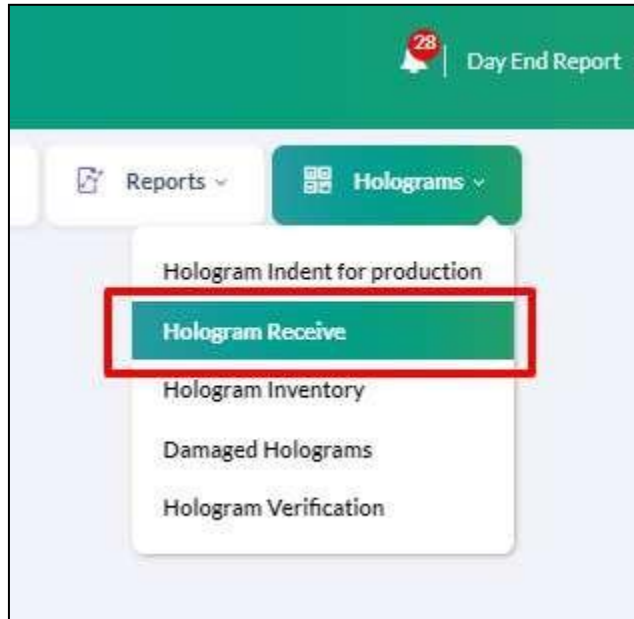 28
Day End Report
Reports
Holograms
Hologram Indent for production
Hologram Receive
Hologram Inventory
Damaged Holograms
Hologram Verification